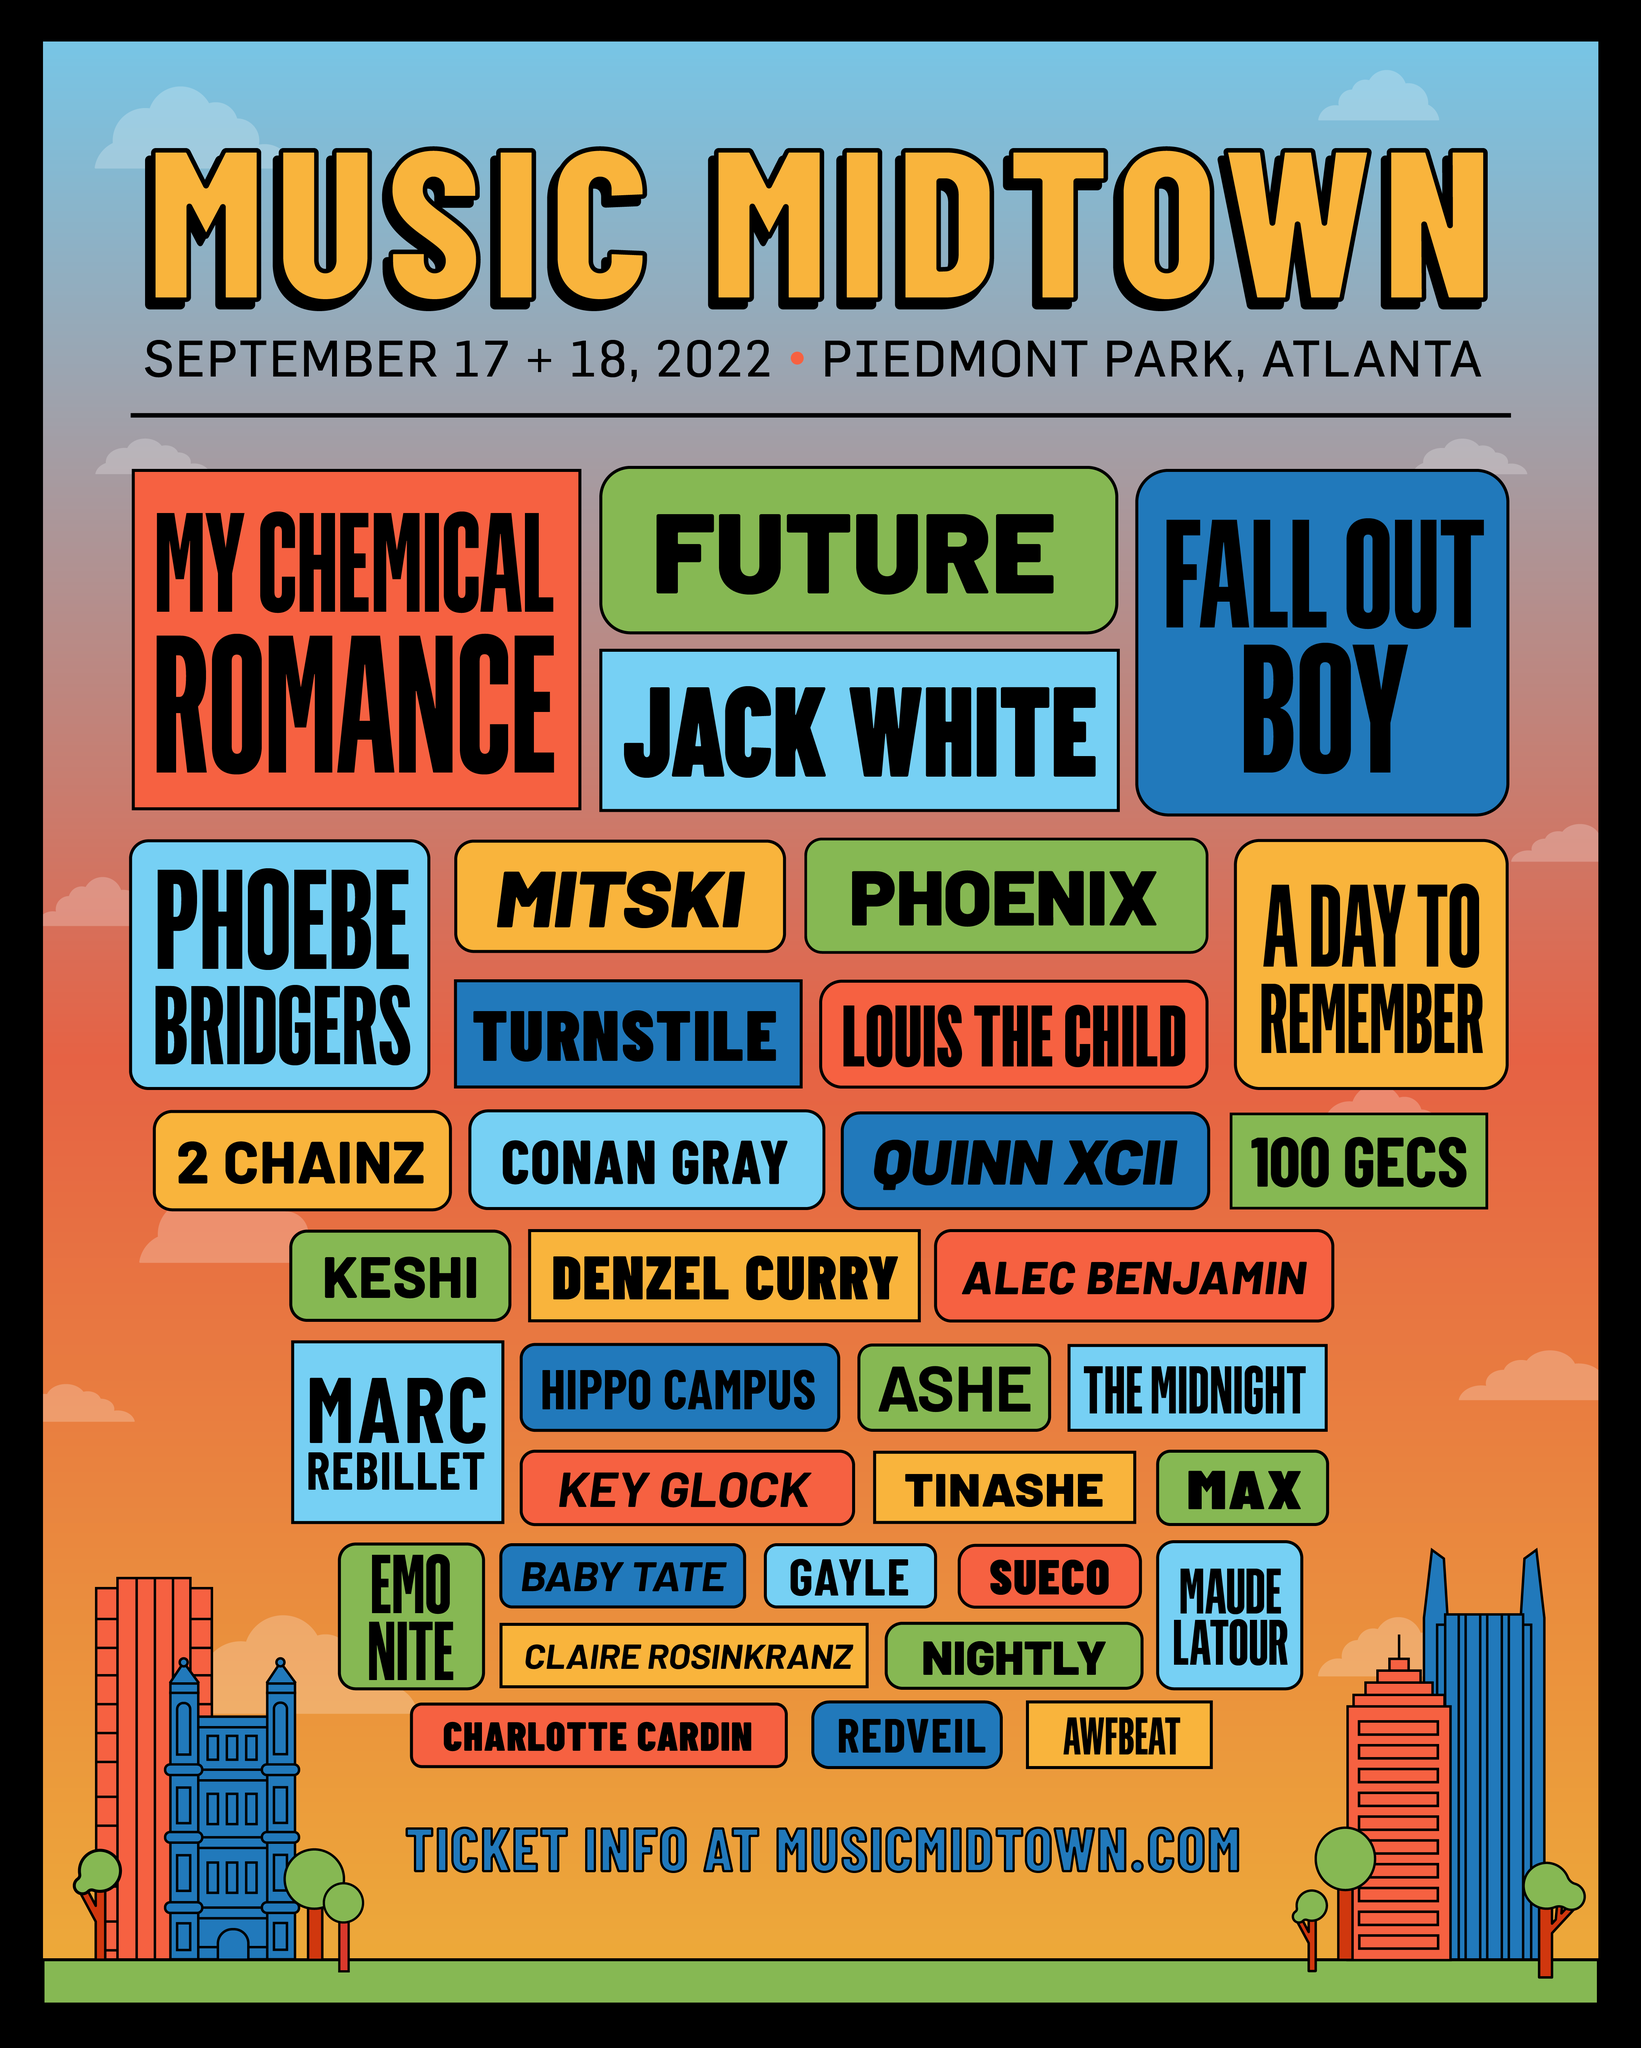 MUSIC MIDTOWN
SEPTEMBER 17 + 18, 2022 • PIEDMONT PARK, ATLANTA
MY CHEMICAL
ROMANCE
FUTURE
JACK WHITE
FALL OUT
BOY
PHOEBE
BRIDGERS
MITSKI
PHOENIX
TURNSTILE
LOUIS THE CHILD
A DAY TO
REMEMBER
2 CHAINZ
CONAN GRAY
QUINN XCII
100 GECS
KESHI
DENZEL CURRY
ALEC BENJAMIN
MARC
REBILLET
HIPPO CAMPUS
ASHE
THE MIDNIGHT
KEY GLOCK
TINASHE
MAX
EMO
NITE
BABY TATE
GAYLE
SUECO
CLAIRE ROSINKRANZ
NIGHTLY
MAUDE
LATOUR
CHARLOTTE CARDIN
REDVEIL
AWFBEAT
TICKET INFO AT MUSICMIDTOWN.COM